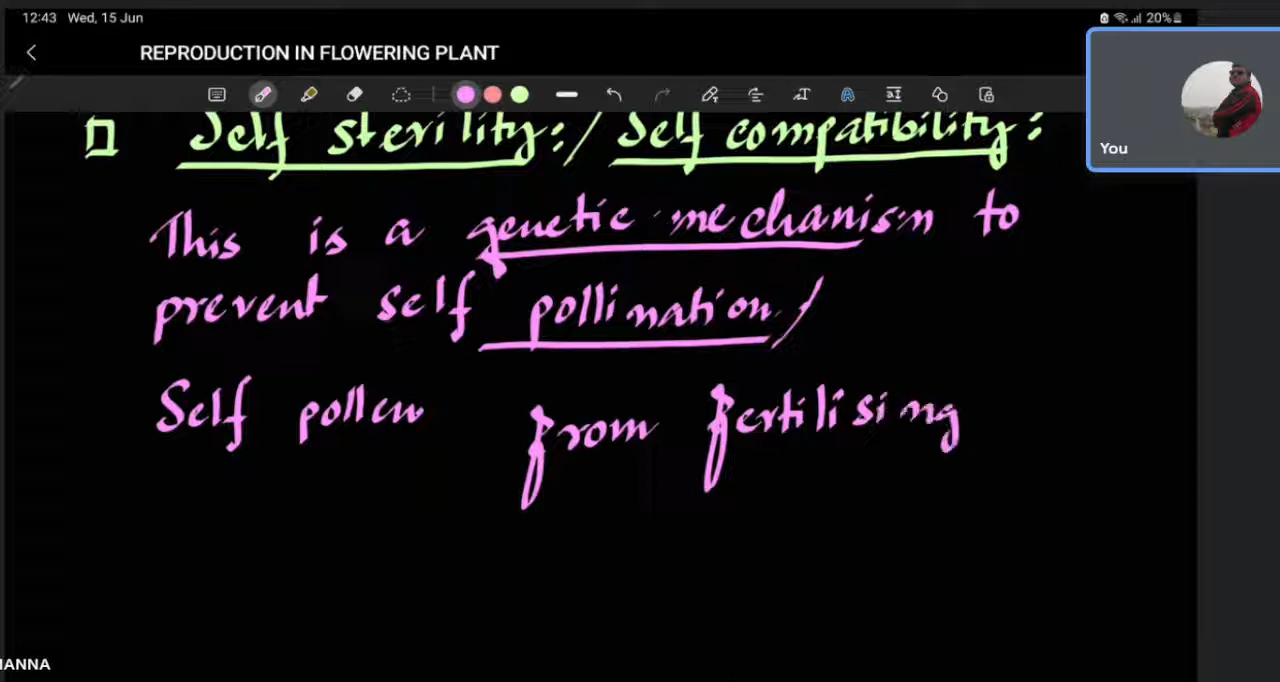 12:43 Wed, 15 Jun
20%
REPRODUCTION IN FLOWERING PLANT
You
Self sterility:/ Self compatibility:
This is a genetic mechanism to
prevent self pollination/
Self pollen from fertilising
IANNA